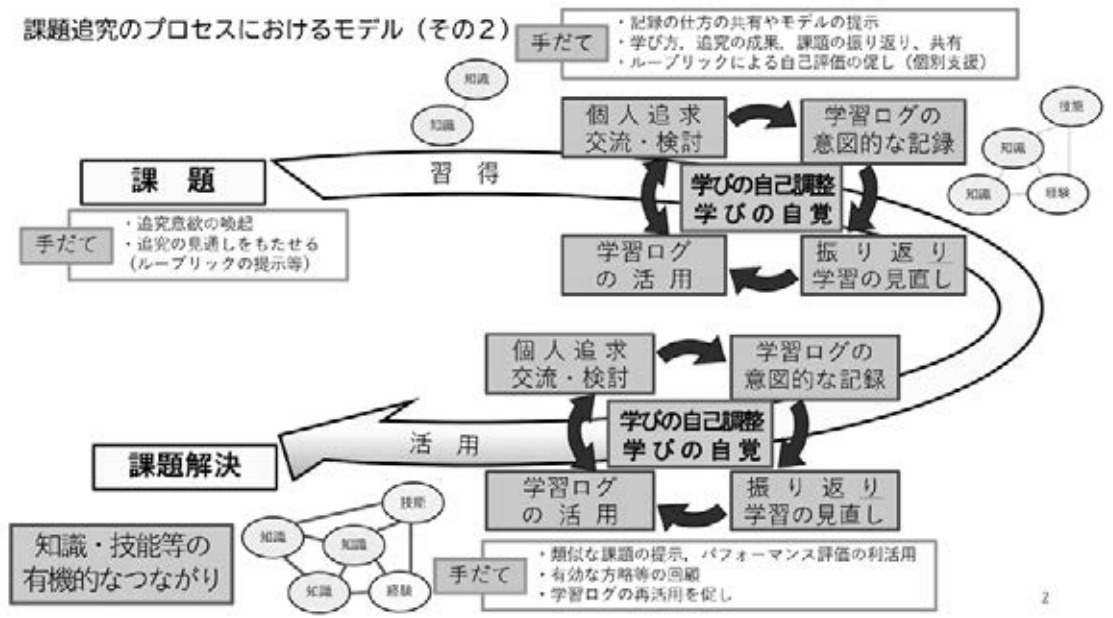 課題追究のプロセスにおけるモデル（その２）
手だて
・記録の仕方の共有やモデルの提示
・学び方，追究の成果，課題の振り返り、共有
・ルーブリックによる自己評価の促し（個別支援）
知識
知識
個人追求
交流・検討
学習ログの
意図的な記録
技能
知識
知識
経験
課 題
習 得
学びの自己調整
学びの自覚
手だて
・追究意欲の喚起
・追究の見通しをもたせる
(ルーブリックの提示等)
学習ログ
の 活 用
振 り 返 り
学習の見直し
個人追求
交流・検討
学習ログの
意図的な記録
学びの自己調整
学びの自覚
活 用
課題解決
学習ログ
の 活 用
振 り 返 り
学習の見直し
知識・技能等の
有機的なつながり
技能
知識
知識
知識
経験
手だて
・類似な課題の提示，パフォーマンス評価の利活用
・有効な方略等の回顧
・学習ログの再活用を促し
2